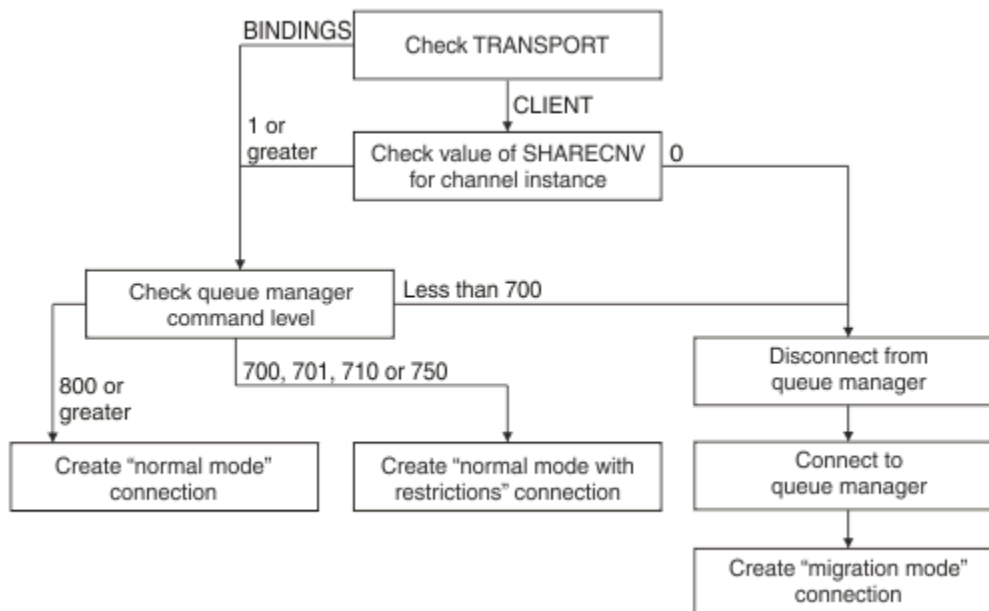 BINDINGS
Check TRANSPORT
CLIENT
1 or
greater
Check value of SHARECNV
for channel instance
0
Check queue manager
command level
Less than 700
800 or
greater
700, 701, 710 or 750
Disconnect from
queue manager
Create “normal mode”
connection
Create “normal mode with
restrictions” connection
Connect to
queue manager
Create “migration mode”
connection